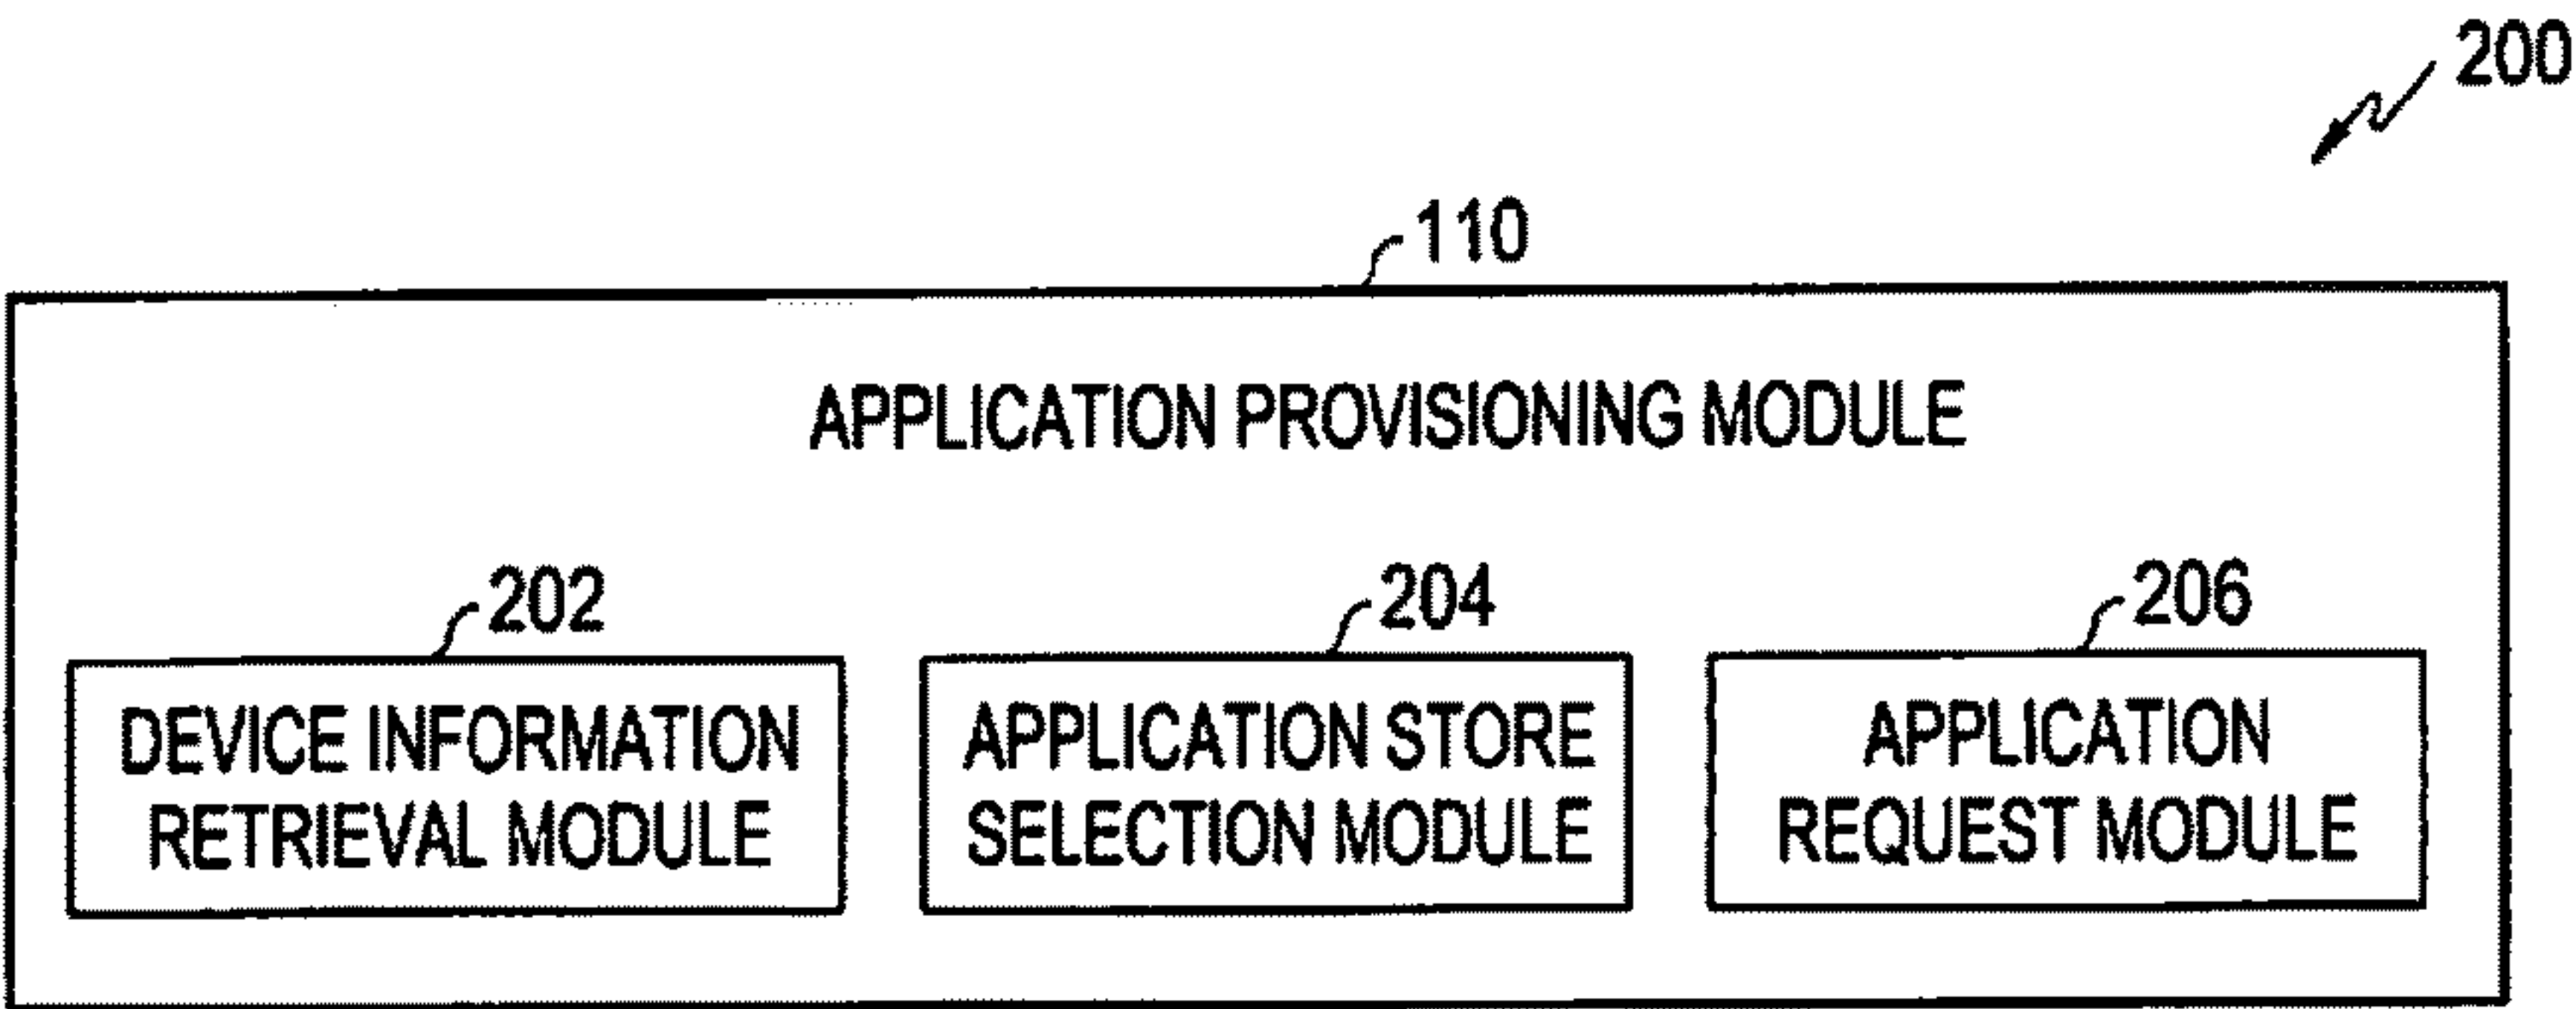 200
110
APPLICATION PROVISIONING MODULE
202
204
206
DEVICE INFORMATION
RETRIEVAL MODULE
APPLICATION STORE
SELECTION MODULE
APPLICATION
REQUEST MODULE